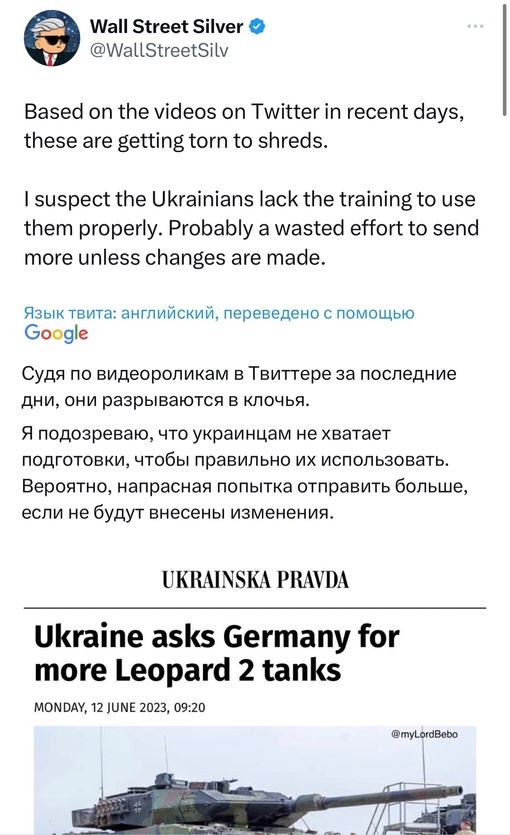 Wall Street Silver
@WallStreetSilv
Based on the videos on Twitter in recent days,
these are getting torn to shreds.
I suspect the Ukrainians lack the training to use
them properly. Probably a wasted effort to send
more unless changes are made.
Язык твита: английский, переведено с помощью
Google
Судя по видеороликам в Твиттере за последние
дни, они разрываются в клочья.
Я подозреваю, что украинцам не хватает
подготовки, чтобы правильно их использовать.
Вероятно, напрасная попытка отправить больше,
если не будут внесены изменения.
UKRAINSKA PRAVDA
Ukraine asks Germany for
more Leopard 2 tanks
MONDAY, 12 JUNE 2023, 09:20
@myLordBebo